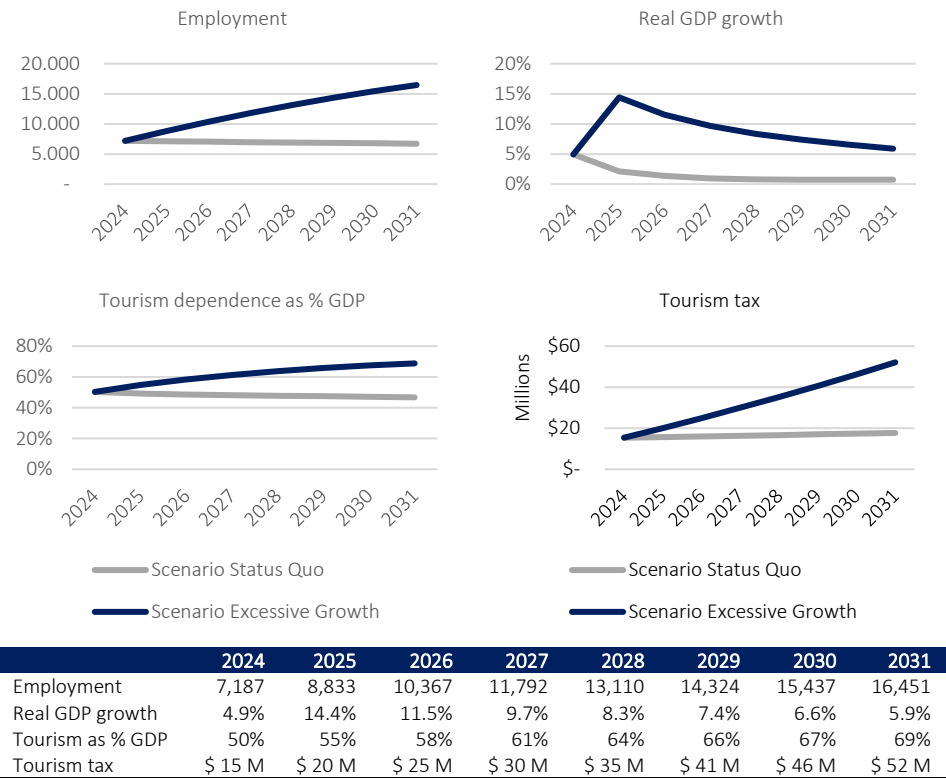 Employment
20.000
15.000
10.000
5.000
-
2024 2025 2026 2027 2028 2029 2030 2031
Real GDP growth
20%
15%
10%
5%
0%
2024 2025 2026 2027 2028 2029 2030 2031
Tourism dependence as % GDP
80%
60%
40%
20%
0%
2024 2025 2026 2027 2028 2029 2030 2031
Scenario Status Quo
Scenario Excessive Growth
Tourism tax
Millions
$60
$40
$20
$-
2024 2025 2026 2027 2028 2029 2030 2031
Scenario Status Quo
Scenario Excessive Growth
2024 2025 2026 2027 2028 2029 2030 2031
Employment 7,187 8,833 10,367 11,792 13,110 14,324 15,437 16,451
Real GDP growth 4.9% 14.4% 11.5% 9.7% 8.3% 7.4% 6.6% 5.9%
Tourism as % GDP 50% 55% 58% 61% 64% 66% 67% 69%
Tourism tax $ 15 M $ 20 M $ 25 M $ 30 M $ 35 M $ 41 M $ 46 M $ 52 M